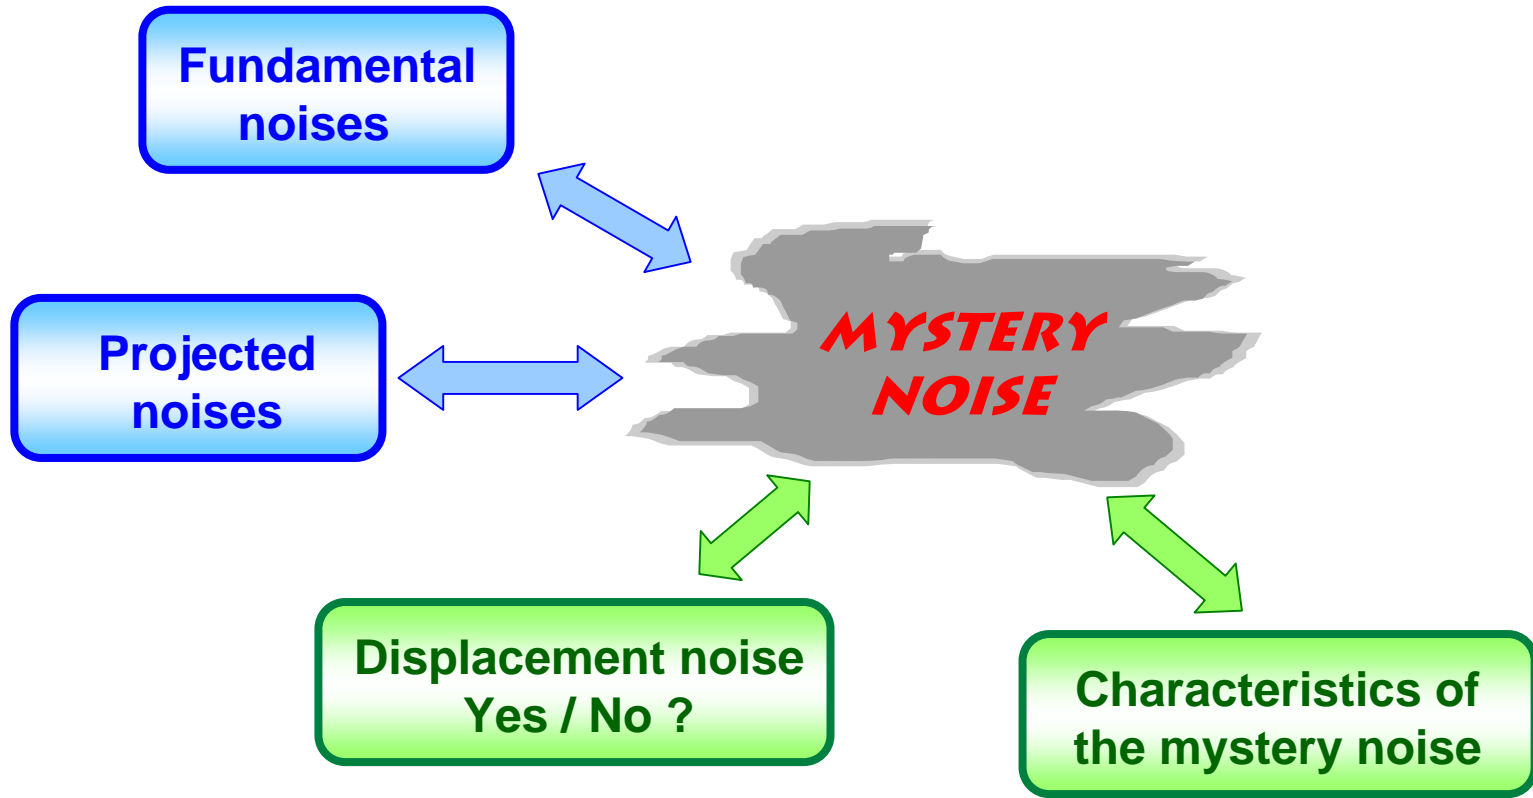 Fundamental
noises
Projected
noises
MYSTERY
NOISE
Displacement noise
Yes / No ?
Characteristics of
the mystery noise